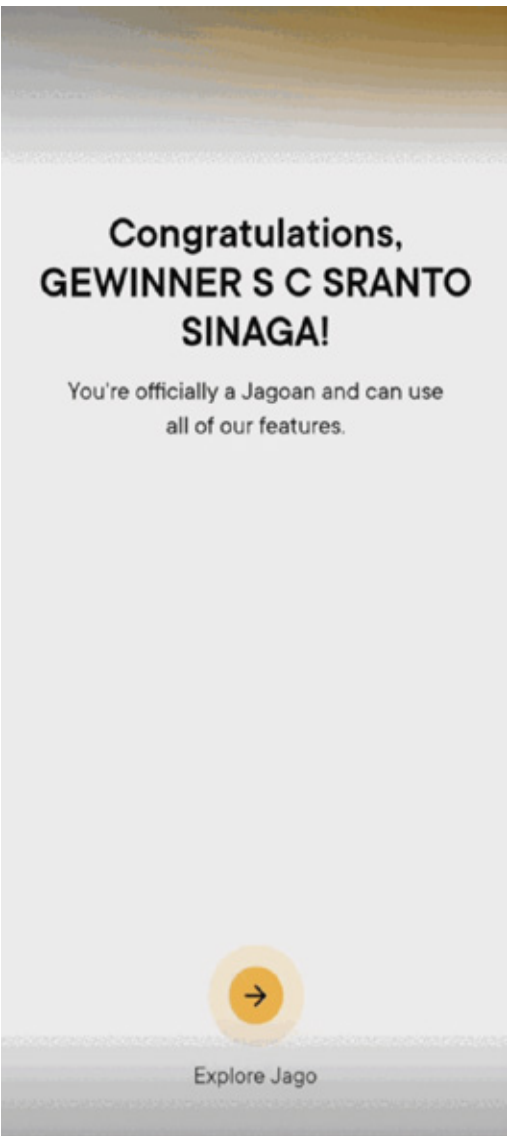 Congratulations,
GEWINNER S C SRANTO
SINAGA!
You're officially a Jagoan and can use
all of our features.
Explore Jago